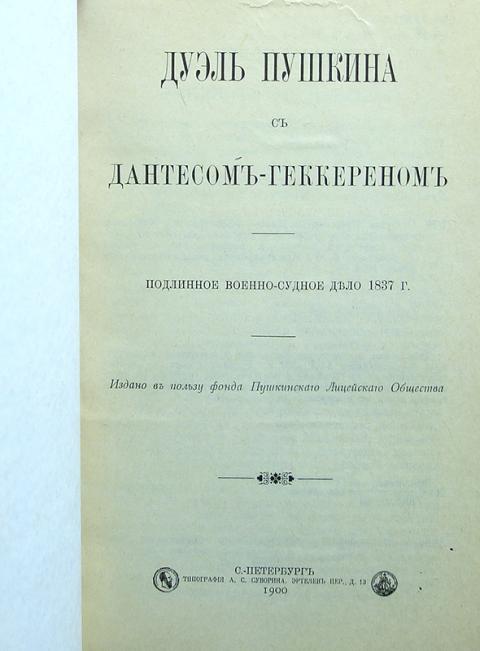 ДУЭЛЬ ПУШКИНА
СЪ
ДАНТЕСОМЪ-ГЕККЕРЕНОМЪ
ПОДЛИННОЕ ВОЕННО-СУДНОЕ ДѢЛО 1837 Г.
Издано въ пользу фонда Пушкинскаго Лицейскаго Общества
С.-ПЕТЕРБУРГЪ
ТИПОГРАФІЯ А. С. СУВОРИНА. ЭРТЕЛЕВЪ ПЕР., Д. 13
1900